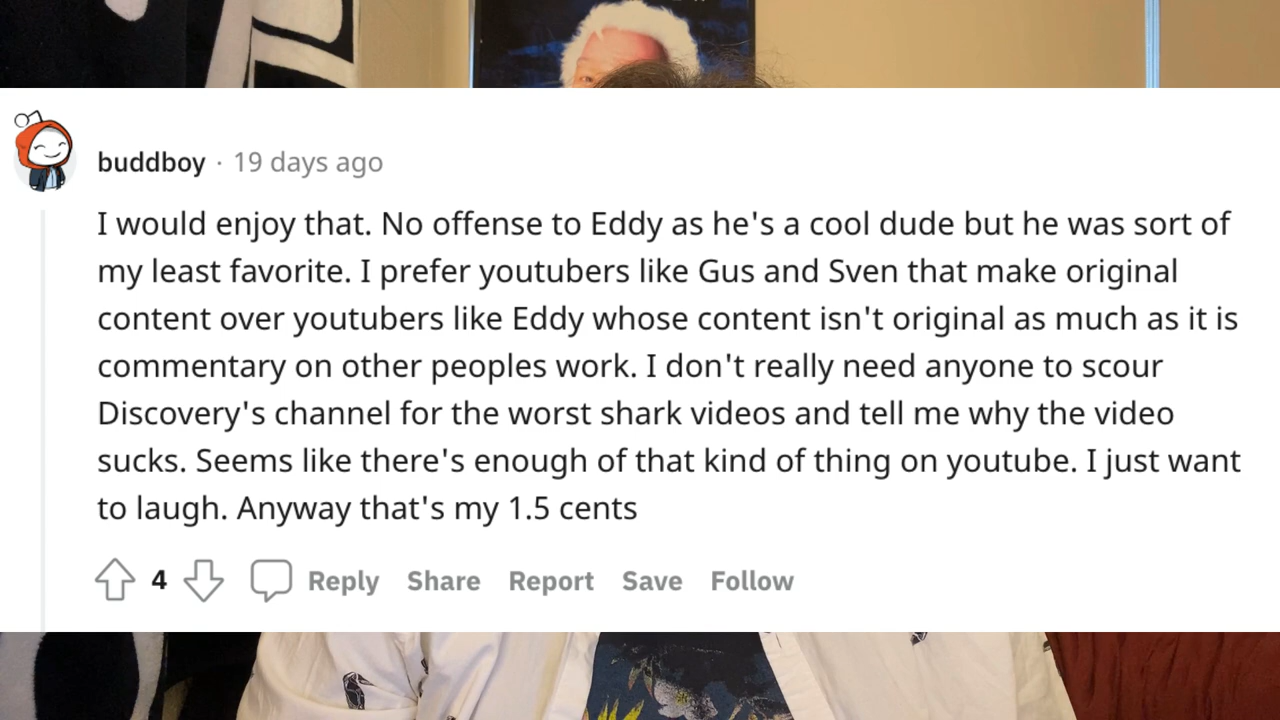 buddboy · 19 days ago
I would enjoy that. No offense to Eddy as he's a cool dude but he was sort of
my least favorite. I prefer youtubers like Gus and Sven that make original
content over youtubers like Eddy whose content isn't original as much as it is
commentary on other peoples work. I don't really need anyone to scour
Discovery's channel for the worst shark videos and tell me why the video
sucks. Seems like there's enough of that kind of thing on youtube. I just want
to laugh. Anyway that's my 1.5 cents
4 Reply Share Report Save Follow